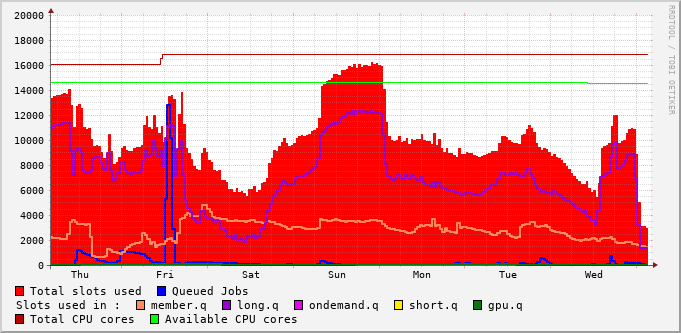 RRDTOOL / TOBI OETIKER
20000
18000
16000
14000
12000
10000
8000
6000
4000
2000
0
Thu Fri Sat Sun Mon Tue Wed
Total slots used Queued Jobs
Slots used in : member.q long.q ondemand.q short.q gpu.q
Total CPU cores Available CPU cores